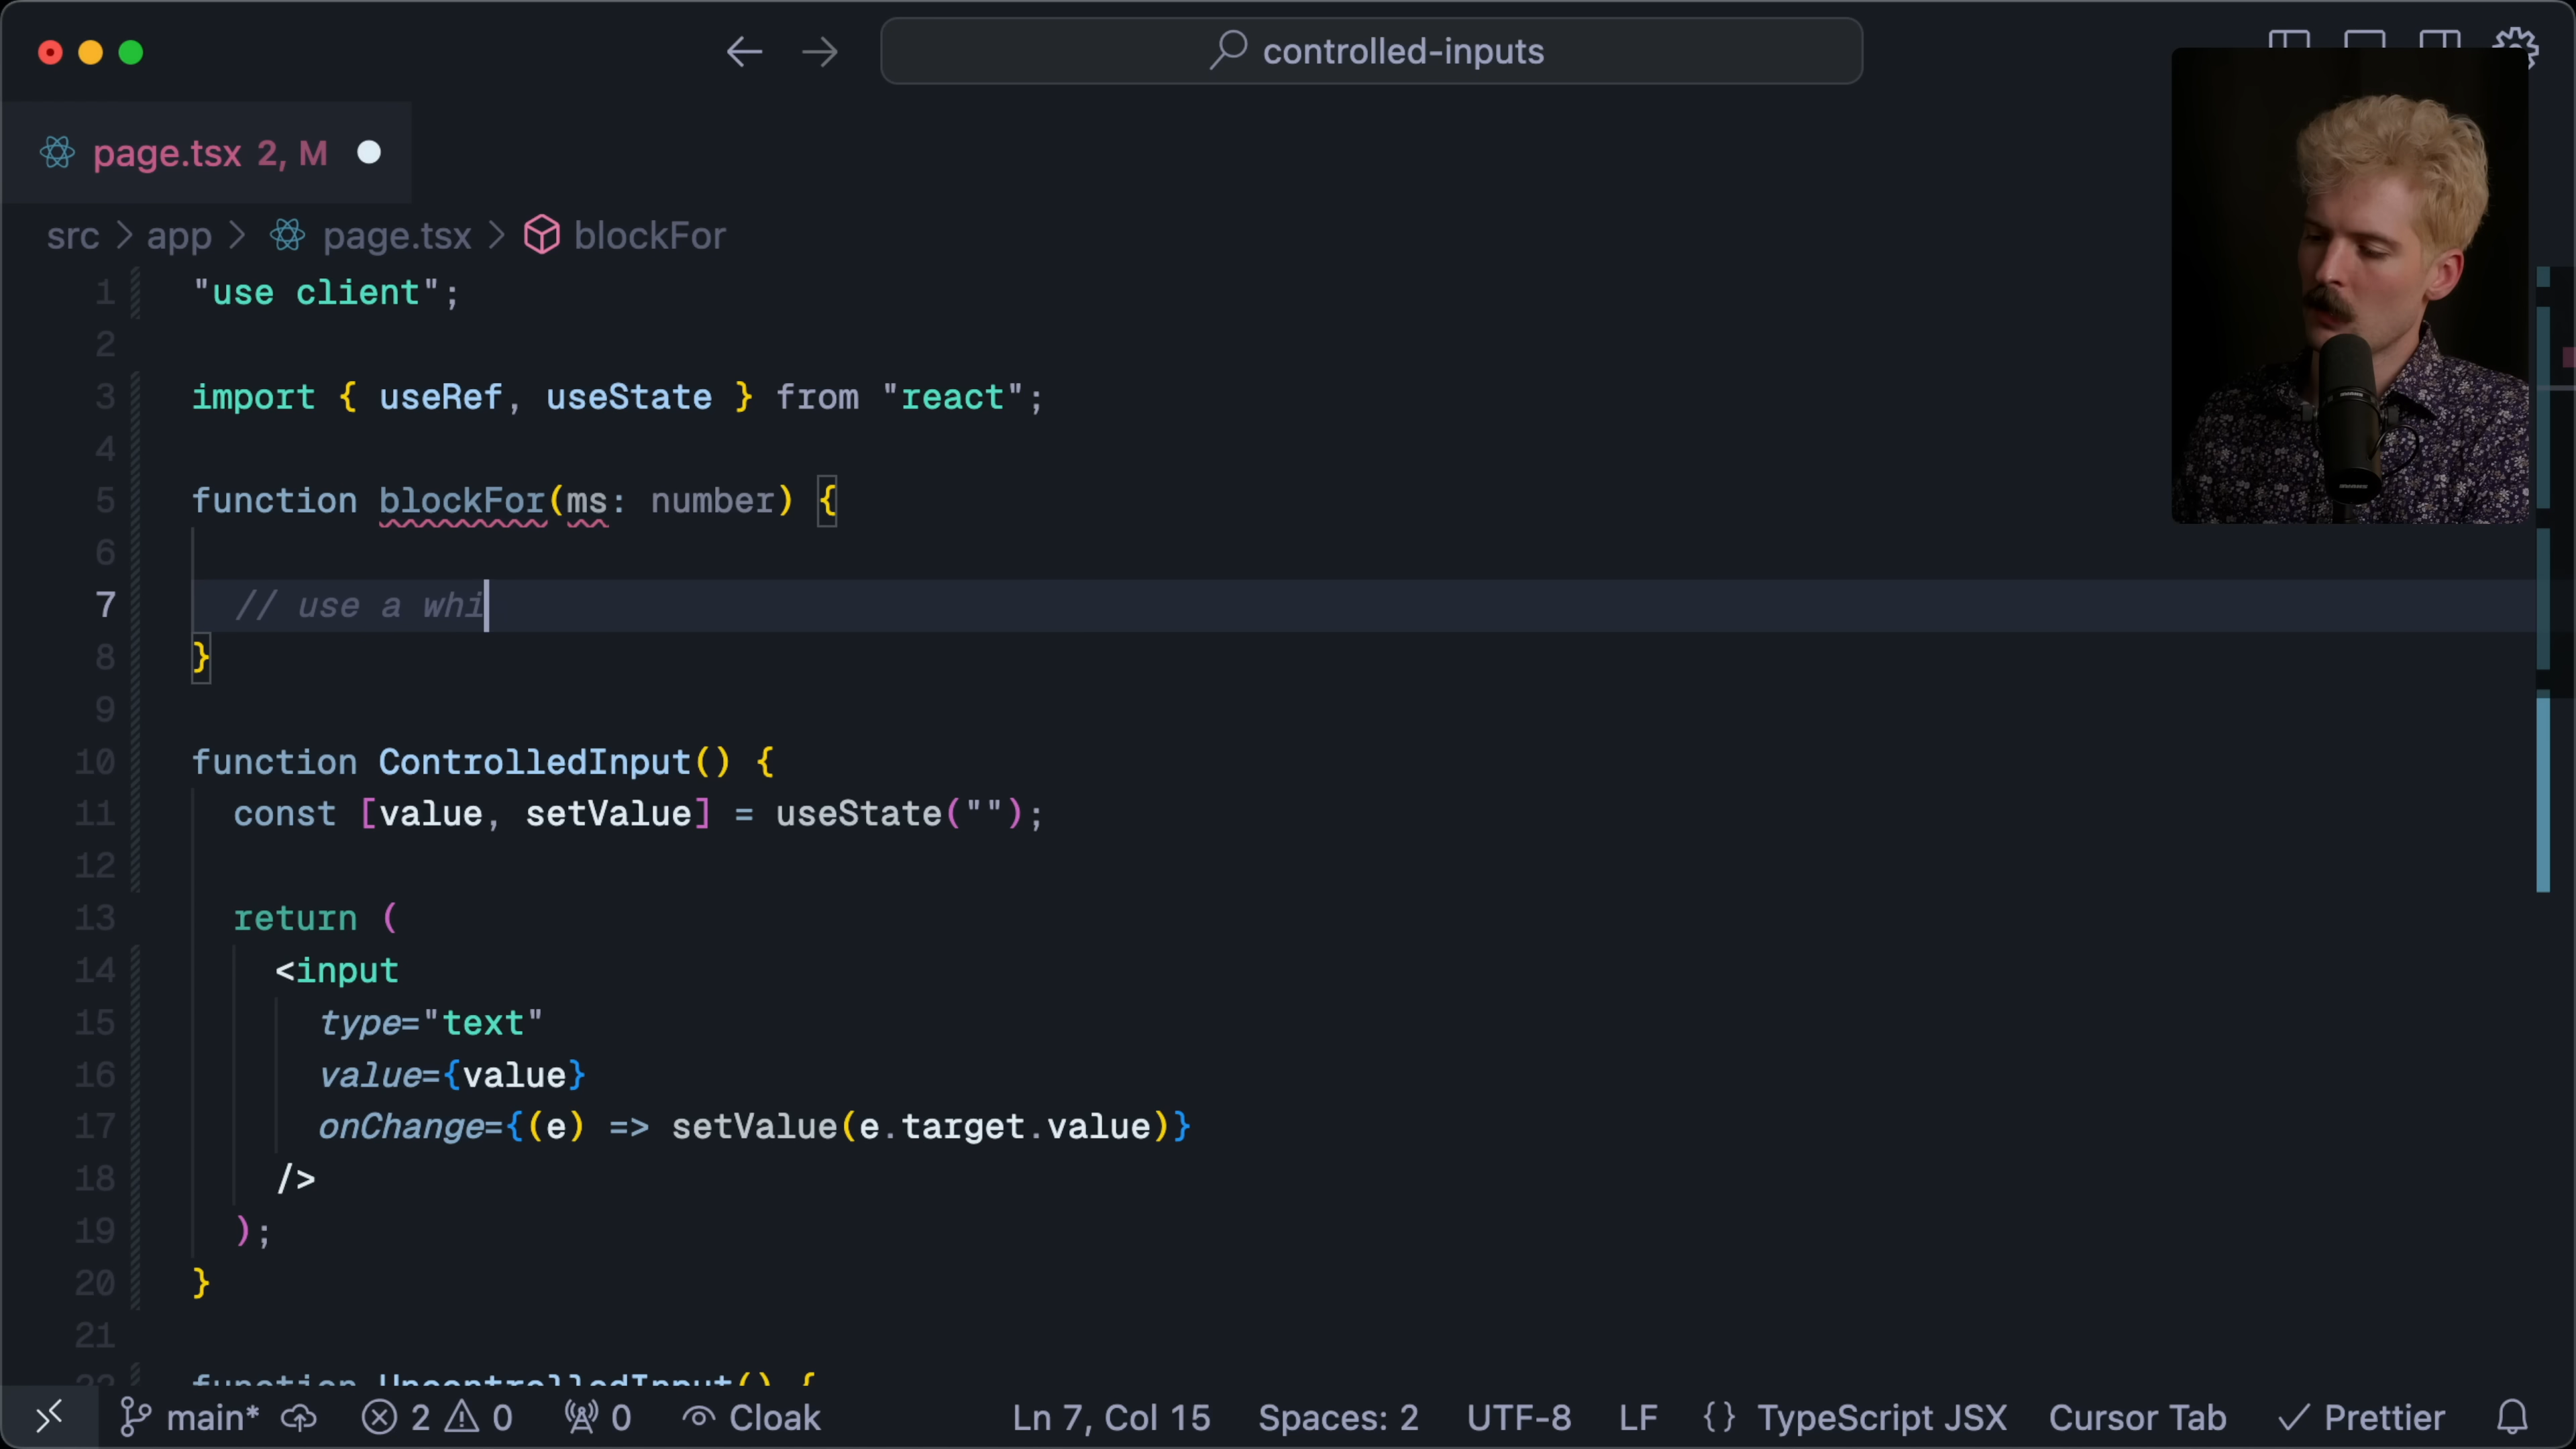 controlled-inputs
page.tsx 2, M
src > app > page.tsx > blockFor
1 "use client";
2
3 import { useRef, useState } from "react";
4
5 function blockFor(ms: number) {
6
7 // use a whi
8 }
9
10 function ControlledInput() {
11 const [value, setValue] = useState("");
12
13 return (
14 <input
15 type="text"
16 value={value}
17 onChange={(e) => setValue(e.target.value)}
18 />
19 );
20 }
21
22 function UncontrolledInput() {
main* 2 0 0 Cloak Ln 7, Col 15 Spaces: 2 UTF-8 LF {} TypeScript JSX Cursor Tab Prettier